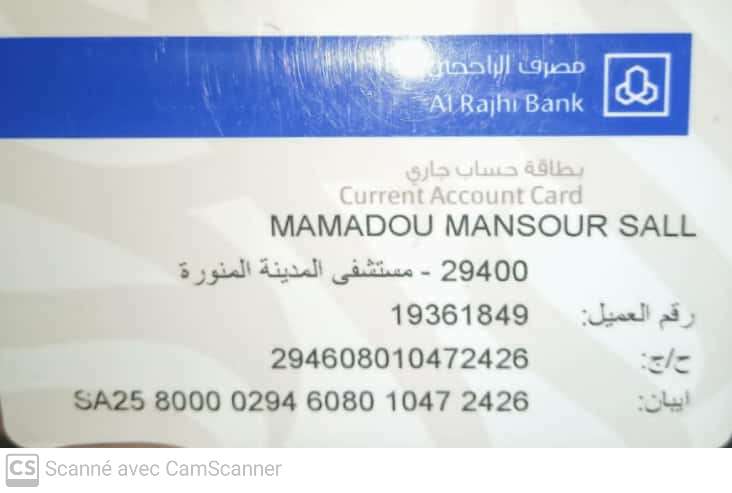 مصرف الراجحي
Al Rajhi Bank
بطاقة حساب جاري
Current Account Card
MAMADOU MANSOUR SALL
29400 - مستشفى المدينة المنورة
رقم العميل: 19361849
ح/ج: 294608010472426
ايبان: SA25 8000 0294 6080 1047 2426
CS Scanné avec CamScanner